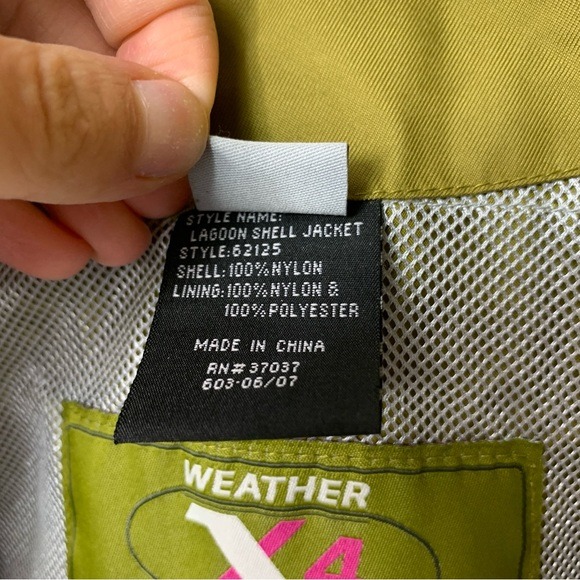 STYLE NAME:
LAGOON SHELL JACKET
STYLE:62125
SHELL:100%NYLON
LINING:100%NYLON &
100%POLYESTER
MADE IN CHINA
RN# 37037
603-06/07
WEATHER